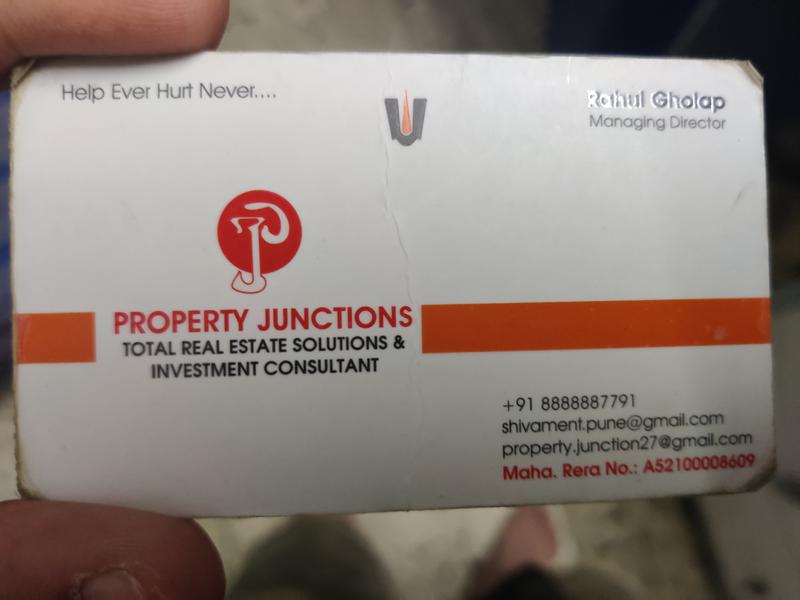 Help Ever Hurt Never....
Rahul Gholap
Managing Director
PROPERTY JUNCTIONS
TOTAL REAL ESTATE SOLUTIONS &
INVESTMENT CONSULTANT
+91 8888887791
shivament.pune@gmail.com
property.junction27@gmail.com
Maha. Rera No.: A52100008609